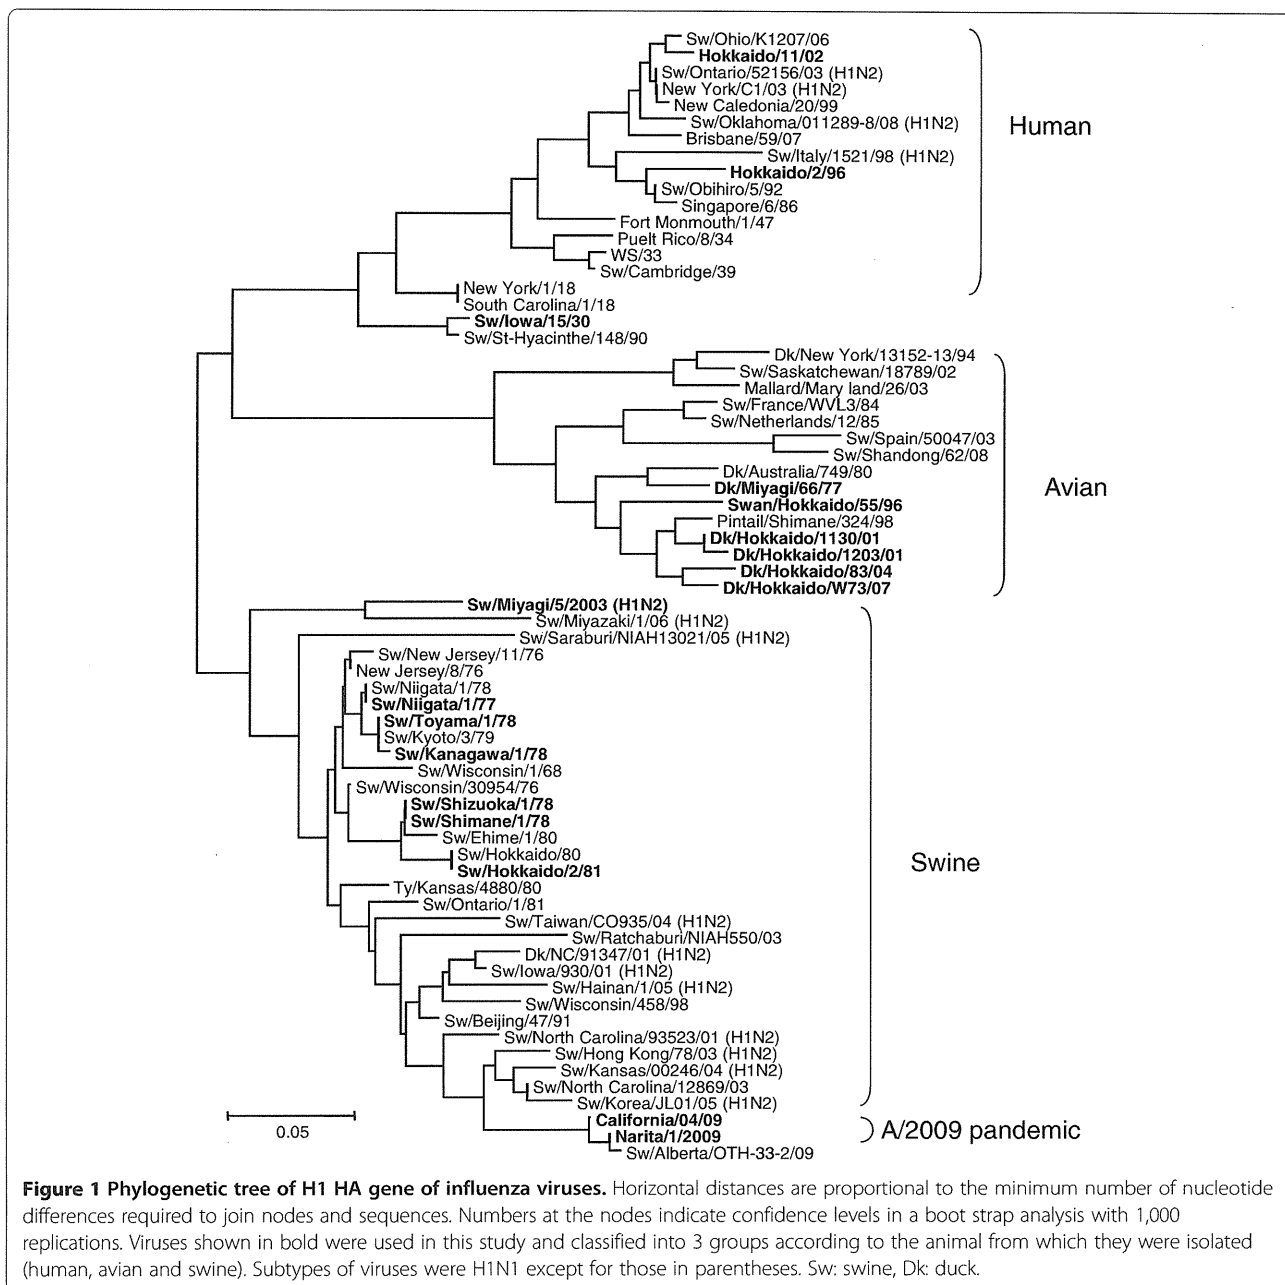 Sw/Ohio/K1207/06
Hokkaido/11/02
Sw/Ontario/52156/03 (H1N2)
New York/C1/03 (H1N2)
New Caledonia/20/99
Sw/Oklahoma/011289-8/08 (H1N2)
Brisbane/59/07
Sw/Italy/1521/98 (H1N2)
Hokkaido/2/96
Sw/Obihiro/5/92
Singapore/6/86
Fort Monmouth/1/47
Puelt Rico/8/34
WS/33
Sw/Cambridge/39
New York/1/18
South Carolina/1/18
Human
Sw/Iowa/15/30
Sw/St-Hyacinthe/148/90
Dk/New York/13152-13/94
Sw/Saskatchewan/18789/02
Mallard/Mary land/26/03
Sw/France/WVL3/84
Sw/Netherlands/12/85
Sw/Spain/50047/03
Sw/Shandong/62/08
Dk/Australia/749/80
Dk/Miyagi/66/77
Swan/Hokkaido/55/96
Pintail/Shimane/324/98
Dk/Hokkaido/1130/01
Dk/Hokkaido/1203/01
Dk/Hokkaido/83/04
Dk/Hokkaido/W73/07
Avian
Sw/Miyagi/5/2003 (H1N2)
Sw/Miyazaki/1/06 (H1N2)
Sw/Saraburi/NIAH13021/05 (H1N2)
Sw/New Jersey/11/76
New Jersey/8/76
Sw/Niigata/1/78
Sw/Niigata/1/77
Sw/Toyama/1/78
Sw/Kyoto/3/79
Sw/Kanagawa/1/78
Sw/Wisconsin/1/68
Sw/Wisconsin/30954/76
Sw/Shizuoka/1/78
Sw/Shimane/1/78
Sw/Ehime/1/80
Sw/Hokkaido/80
Sw/Hokkaido/2/81
Ty/Kansas/4880/80
Sw/Ontario/1/81
Sw/Taiwan/CO935/04 (H1N2)
Sw/Ratchaburi/NIAH550/03
Dk/NC/91347/01 (H1N2)
Sw/Iowa/930/01 (H1N2)
Sw/Hainan/1/05 (H1N2)
Sw/Wisconsin/458/98
Sw/Beijing/47/91
Sw/North Carolina/93523/01 (H1N2)
Sw/Hong Kong/78/03 (H1N2)
Sw/Kansas/00246/04 (H1N2)
Sw/North Carolina/12869/03
Sw/Korea/JL01/05 (H1N2)
Swine
California/04/09
Narita/1/2009
Sw/Alberta/OTH-33-2/09
A/2009 pandemic
0.05
Figure 1 Phylogenetic tree of H1 HA gene of influenza viruses. Horizontal distances are proportional to the minimum number of nucleotide
differences required to join nodes and sequences. Numbers at the nodes indicate confidence levels in a boot strap analysis with 1,000
replications. Viruses shown in bold were used in this study and classified into 3 groups according to the animal from which they were isolated
(human, avian and swine). Subtypes of viruses were H1N1 except for those in parentheses. Sw: swine, Dk: duck.